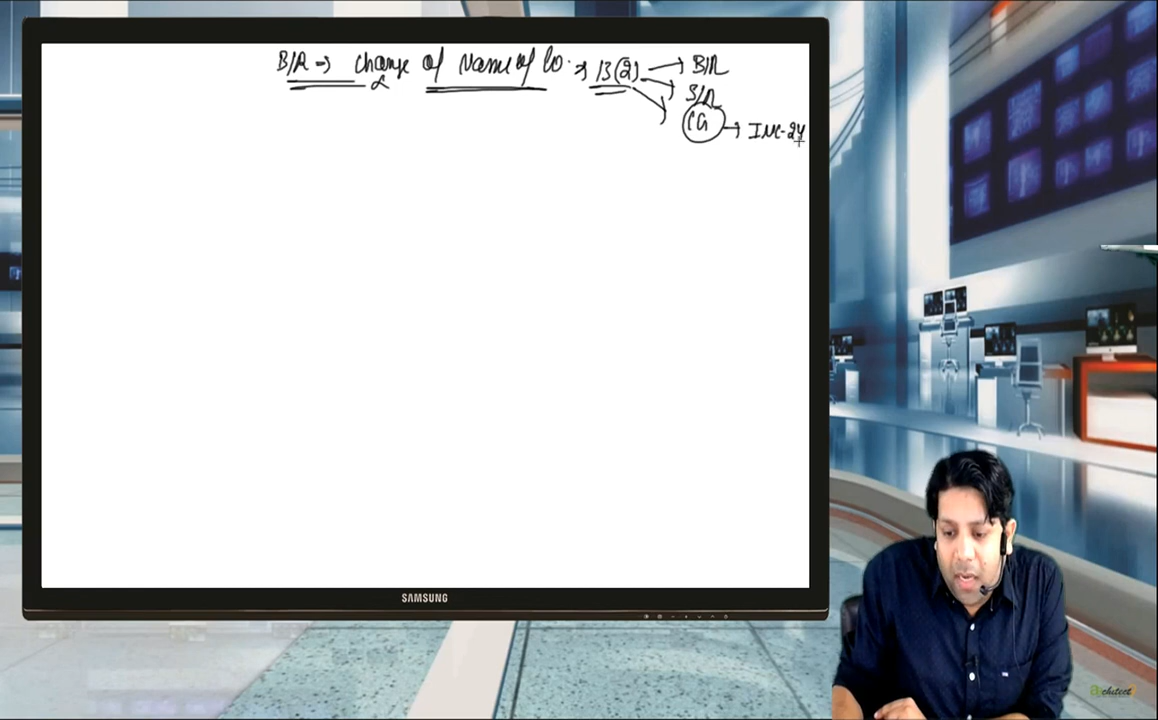 B/R ⇒ change of Name of Co. ⇒ 13(2) → B/R
S/R
CG → INC-24
SAMSUNG